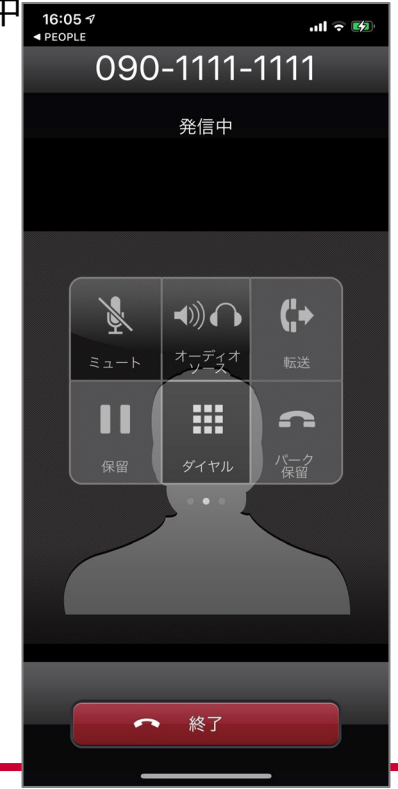 中
16:05
◀ PEOPLE
090-1111-1111
発信中
ミュート
オーディオ
ソース
転送
保留
ダイヤル
パーク
保留
終了